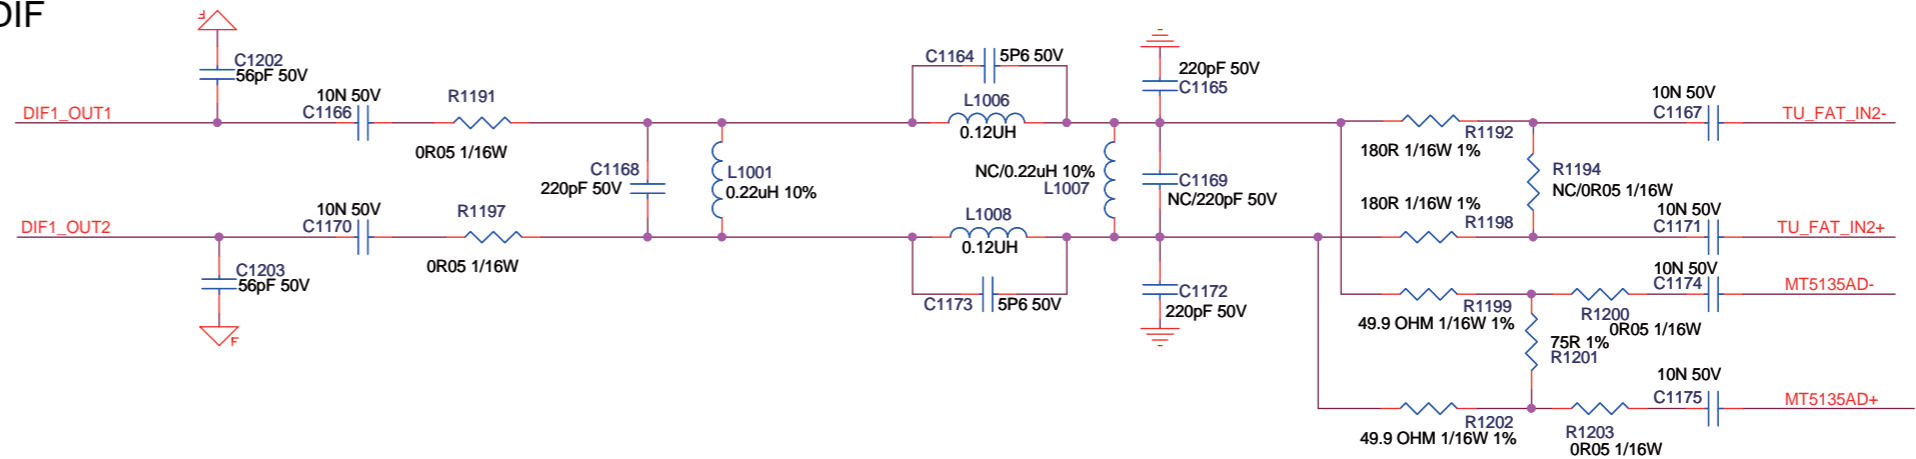 DIF
F
C1202
56pF 50V
C1164
5P6 50V
220pF 50V
C1165
10N 50V
C1166
R1191
L1006
0.12UH
10N 50V
C1167
DIF1_OUT1
TU_FAT_IN2-
0R05 1/16W
R1192
180R 1/16W 1%
C1168
220pF 50V
L1001
0.22uH 10%
NC/0.22uH 10%
L1007
C1169
NC/220pF 50V
R1194
NC/0R05 1/16W
10N 50V
C1170
R1197
L1008
0.12UH
180R 1/16W 1%
R1198
10N 50V
C1171
DIF1_OUT2
TU_FAT_IN2+
0R05 1/16W
C1203
56pF 50V
F
C1173
5P6 50V
C1172
220pF 50V
10N 50V
C1174
MT5135AD-
R1199
49.9 OHM 1/16W 1%
R1200
0R05 1/16W
75R 1%
R1201
10N 50V
C1175
MT5135AD+
R1202
49.9 OHM 1/16W 1%
R1203
0R05 1/16W